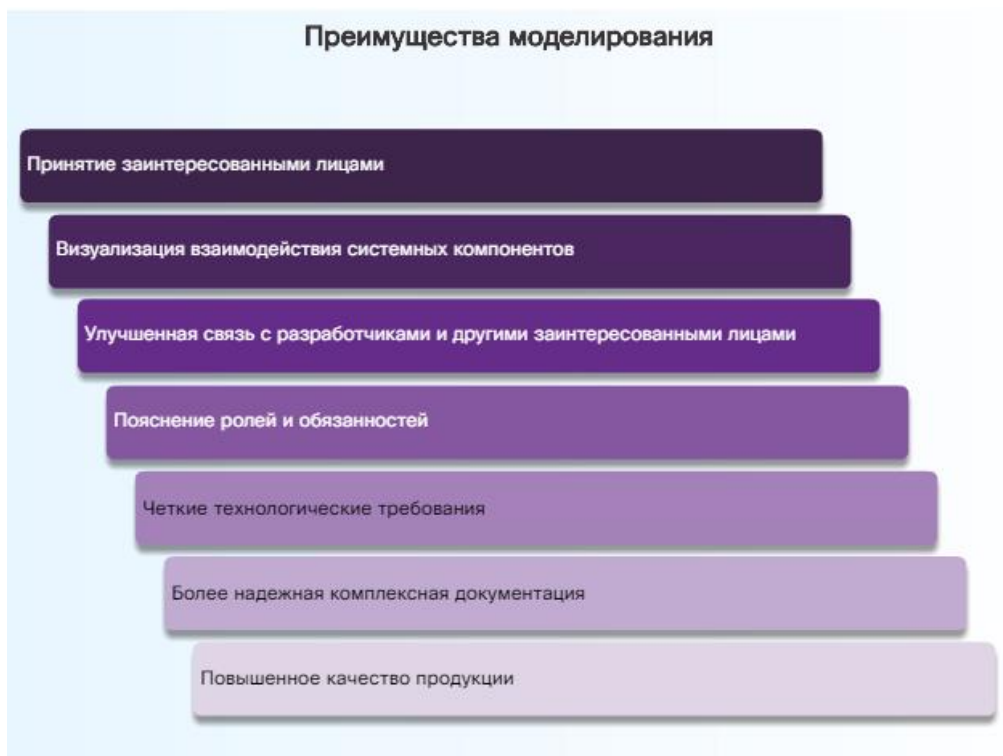 Преимущества моделирования
Принятие заинтересованными лицами
Визуализация взаимодействия системных компонентов
Улучшенная связь с разработчиками и другими заинтересованными лицами
Пояснение ролей и обязанностей
Четкие технологические требования
Более надежная комплексная документация
Повышенное качество продукции